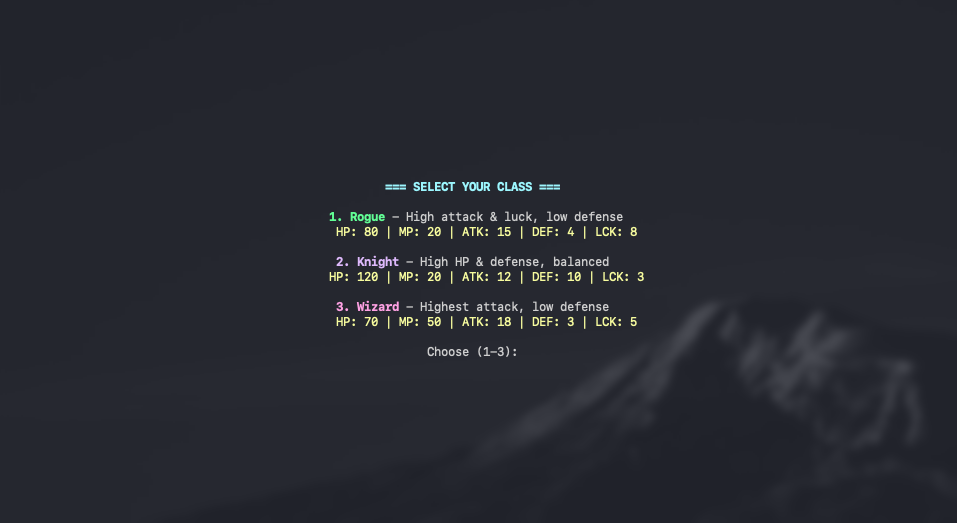 === SELECT YOUR CLASS ===
1. Rogue – High attack & luck, low defense
HP: 80 | MP: 20 | ATK: 15 | DEF: 4 | LCK: 8
2. Knight – High HP & defense, balanced
HP: 120 | MP: 20 | ATK: 12 | DEF: 10 | LCK: 3
3. Wizard – Highest attack, low defense
HP: 70 | MP: 50 | ATK: 18 | DEF: 3 | LCK: 5
Choose (1–3):